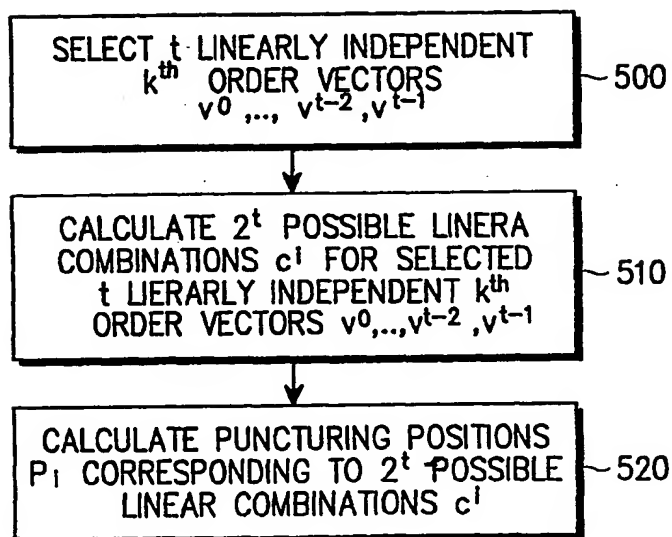 SELECT t LINEARLY INDEPENDENT
kth ORDER VECTORS
v0 ,.., vt-2 ,vt-1
500
CALCULATE 2t POSSIBLE LINERA
COMBINATIONS ci FOR SELECTED
t LIERARLY INDEPENDENT kth
ORDER VECTORS v0,..,vt-2 ,vt-1
510
CALCULATE PUNCTURING POSITIONS
Pi CORRESPONDING TO 2t POSSIBLE
LINEAR COMBINATIONS ci
520